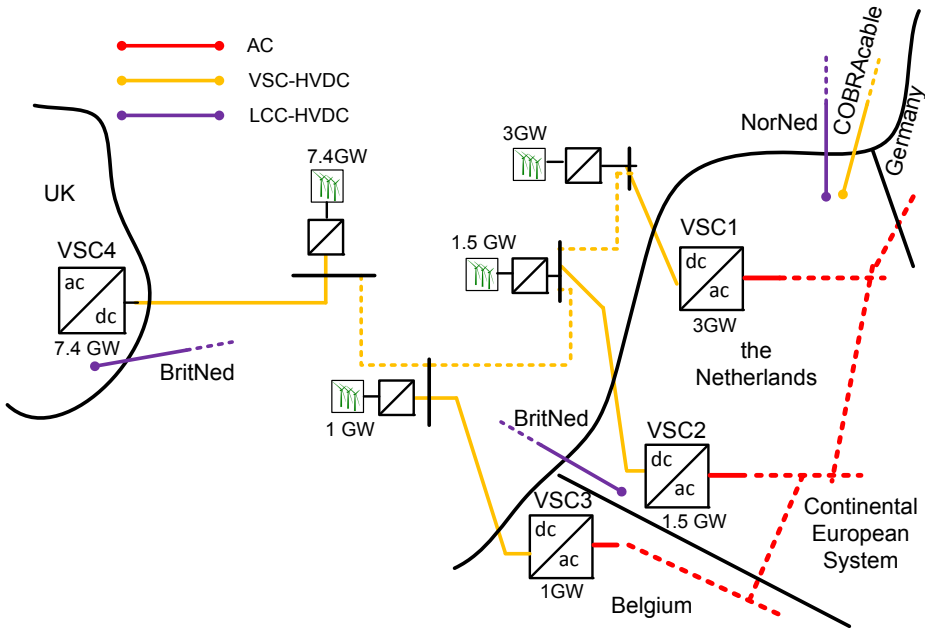 AC
VSC-HVDC
LCC-HVDC
UK
VSC4
ac
dc
7.4 GW
BritNed
7.4GW
3GW
1.5 GW
1 GW
NorNed
COBRAcable
Germany
VSC1
dc
ac
3GW
the
Netherlands
BritNed
VSC2
dc
ac
1.5 GW
VSC3
dc
ac
1GW
Belgium
Continental
European
System